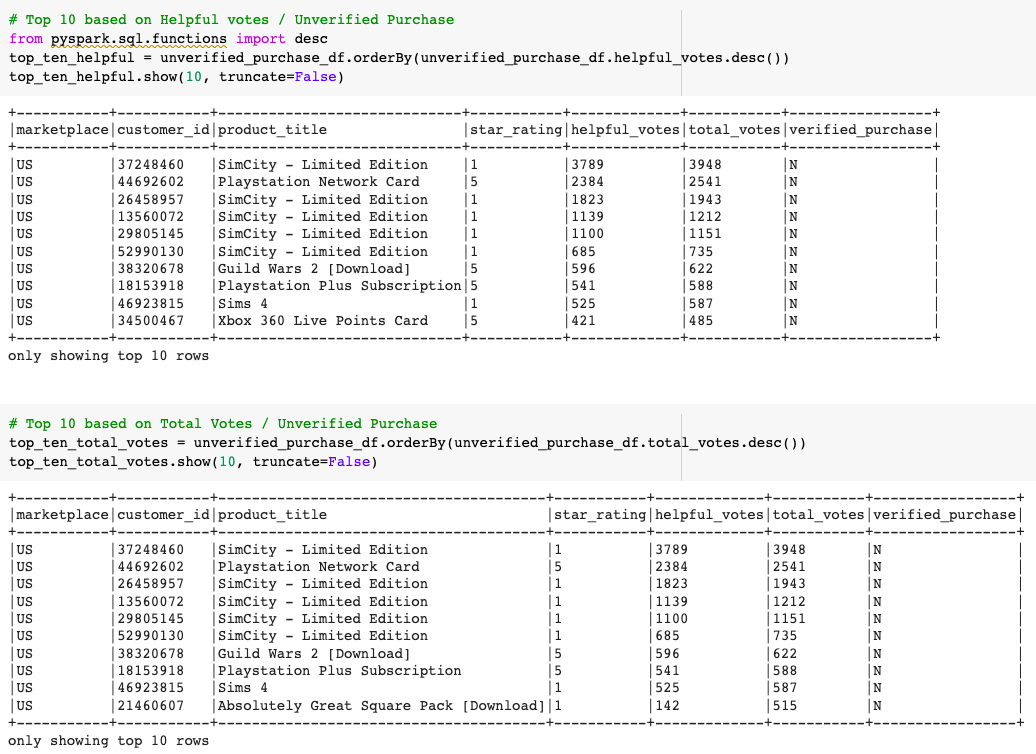 # Top 10 based on Helpful votes / Unverified Purchase
from pyspark.sql.functions import desc
top_ten_helpful = unverified_purchase_df.orderBy(unverified_purchase_df.helpful_votes.desc())
top_ten_helpful.show(10, truncate=False)
+-----------+-----------+-----------------------------+-----------+-------------+-----------+-----------------+
|marketplace|customer_id|product_title                |star_rating|helpful_votes|total_votes|verified_purchase|
+-----------+-----------+-----------------------------+-----------+-------------+-----------+-----------------+
|US         |37248460   |SimCity - Limited Edition    |1          |3789         |3948       |N                |
|US         |44692602   |Playstation Network Card     |5          |2384         |2541       |N                |
|US         |26458957   |SimCity - Limited Edition    |1          |1823         |1943       |N                |
|US         |13560072   |SimCity - Limited Edition    |1          |1139         |1212       |N                |
|US         |29805145   |SimCity - Limited Edition    |1          |1100         |1151       |N                |
|US         |52990130   |SimCity - Limited Edition    |1          |685          |735        |N                |
|US         |38320678   |Guild Wars 2 [Download]      |5          |596          |622        |N                |
|US         |18153918   |Playstation Plus Subscription|5          |541          |588        |N                |
|US         |46923815   |Sims 4                       |1          |525          |587        |N                |
|US         |34500467   |Xbox 360 Live Points Card    |5          |421          |485        |N                |
+-----------+-----------+-----------------------------+-----------+-------------+-----------+-----------------+
only showing top 10 rows
# Top 10 based on Total Votes / Unverified Purchase
top_ten_total_votes = unverified_purchase_df.orderBy(unverified_purchase_df.total_votes.desc())
top_ten_total_votes.show(10, truncate=False)
+-----------+-----------+---------------------------------------+-----------+-------------+-----------+-----------------+
|marketplace|customer_id|product_title                          |star_rating|helpful_votes|total_votes|verified_purchase|
+-----------+-----------+---------------------------------------+-----------+-------------+-----------+-----------------+
|US         |37248460   |SimCity - Limited Edition              |1          |3789         |3948       |N                |
|US         |44692602   |Playstation Network Card               |5          |2384         |2541       |N                |
|US         |26458957   |SimCity - Limited Edition              |1          |1823         |1943       |N                |
|US         |13560072   |SimCity - Limited Edition              |1          |1139         |1212       |N                |
|US         |29805145   |SimCity - Limited Edition              |1          |1100         |1151       |N                |
|US         |52990130   |SimCity - Limited Edition              |1          |685          |735        |N                |
|US         |38320678   |Guild Wars 2 [Download]                |5          |596          |622        |N                |
|US         |18153918   |Playstation Plus Subscription          |5          |541          |588        |N                |
|US         |46923815   |Sims 4                                 |1          |525          |587        |N                |
|US         |21460607   |Absolutely Great Square Pack [Download]|1          |142          |515        |N                |
+-----------+-----------+---------------------------------------+-----------+-------------+-----------+-----------------+
only showing top 10 rows